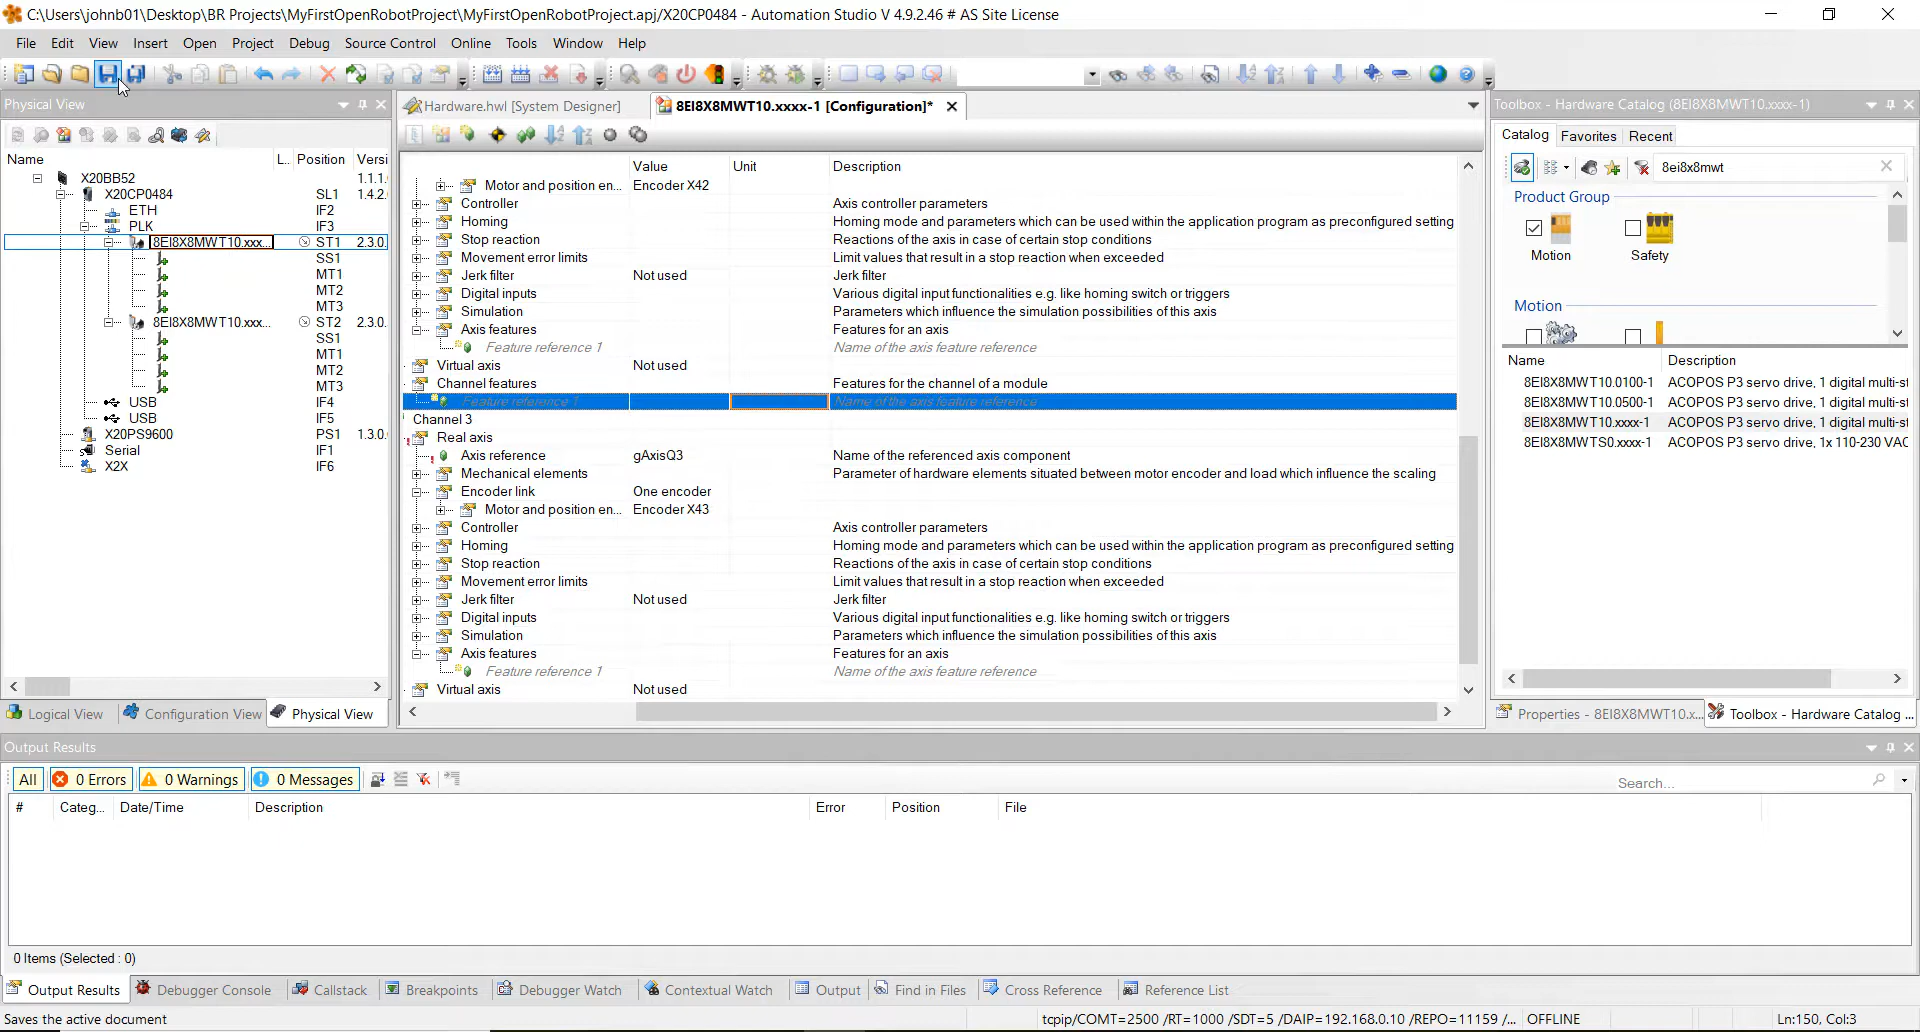 C:\Users\johnb01\Desktop\BR Projects\MyFirstOpenRobotProject\MyFirstOpenRobotProject.apj/X20CP0484 - Automation Studio V 4.9.2.46 # AS Site License
File Edit View Insert Open Project Debug Source Control Online Tools Window Help
Physical View
Name L.. Position Versi
X20BB52 1.1.1.
X20CP0484 SL1 1.4.2.
ETH IF2
PLK IF3
8EI8X8MWT10.xxx... ST1 2.3.0.
SS1
MT1
MT2
MT3
8EI8X8MWT10.xxx... ST2 2.3.0.
SS1
MT1
MT2
MT3
USB IF4
USB IF5
X20PS9600 PS1 1.3.0.
Serial IF1
X2X IF6
Logical View Configuration View Physical View
Hardware.hwl [System Designer] 8EI8X8MWT10.xxxx-1 [Configuration]*
Value Unit Description
Motor and position en... Encoder X42
Controller Axis controller parameters
Homing Homing mode and parameters which can be used within the application program as preconfigured setting
Stop reaction Reactions of the axis in case of certain stop conditions
Movement error limits Limit values that result in a stop reaction when exceeded
Jerk filter Not used Jerk filter
Digital inputs Various digital input functionalities e.g. like homing switch or triggers
Simulation Parameters which influence the simulation possibilities of this axis
Axis features Features for an axis
Feature reference 1 Name of the axis feature reference
Virtual axis Not used
Channel features Features for the channel of a module
Feature reference 1 Name of the axis feature reference
Channel 3
Real axis
Axis reference gAxisQ3 Name of the referenced axis component
Mechanical elements Parameter of hardware elements situated between motor encoder and load which influence the scaling
Encoder link One encoder
Motor and position en... Encoder X43
Controller Axis controller parameters
Homing Homing mode and parameters which can be used within the application program as preconfigured setting
Stop reaction Reactions of the axis in case of certain stop conditions
Movement error limits Limit values that result in a stop reaction when exceeded
Jerk filter Not used Jerk filter
Digital inputs Various digital input functionalities e.g. like homing switch or triggers
Simulation Parameters which influence the simulation possibilities of this axis
Axis features Features for an axis
Feature reference 1 Name of the axis feature reference
Virtual axis Not used
Toolbox - Hardware Catalog (8EI8X8MWT10.xxxx-1)
Catalog Favorites Recent
8ei8x8mwt
Product Group
Motion Safety
Motion
Name Description
8EI8X8MWT10.0100-1 ACOPOS P3 servo drive, 1 digital multi-st
8EI8X8MWT10.0500-1 ACOPOS P3 servo drive, 1 digital multi-st
8EI8X8MWT10.xxxx-1 ACOPOS P3 servo drive, 1 digital multi-st
8EI8X8MWTS0.xxxx-1 ACOPOS P3 servo drive, 1x 110-230 VAC
Properties - 8EI8X8MWT10.x... Toolbox - Hardware Catalog ...
Output Results
All 0 Errors 0 Warnings 0 Messages Search...
# Categ... Date/Time Description Error Position File
0 Items (Selected : 0)
Output Results Debugger Console Callstack Breakpoints Debugger Watch Contextual Watch Output Find in Files Cross Reference Reference List
Saves the active document tcpip/COMT=2500 /RT=1000 /SDT=5 /DAIP=192.168.0.10 /REPO=11159 /... OFFLINE Ln:150, Col:3